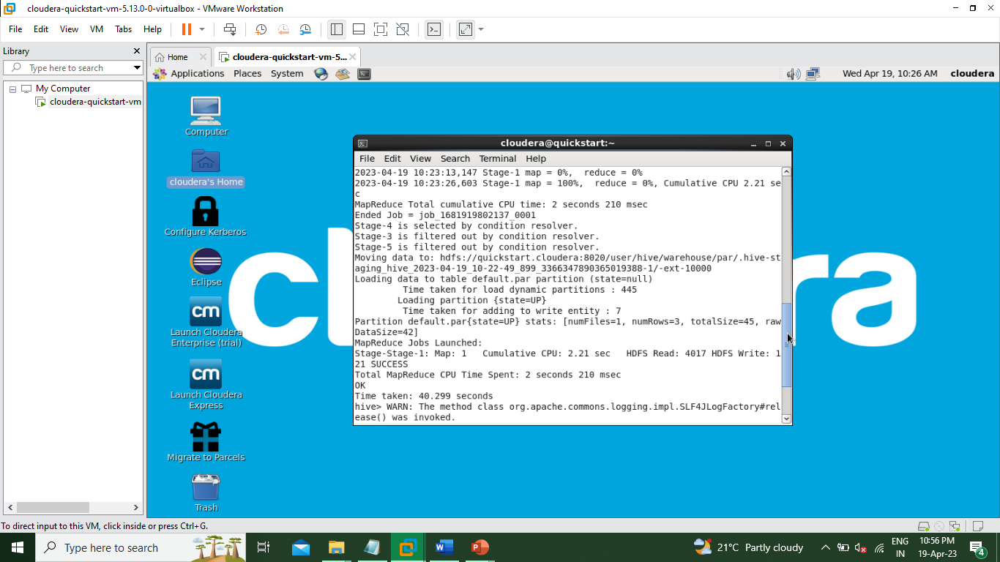 cloudera-quickstart-vm-5.13.0-0-virtualbox - VMware Workstation
File Edit View VM Tabs Help
Library
Type here to search
My Computer
cloudera-quickstart-vm
Home
cloudera-quickstart-vm-5...
Applications Places System
Wed Apr 19, 10:26 AM cloudera
Computer
cloudera's Home
Configure Kerberos
Eclipse
Launch Cloudera
Enterprise (trial)
Launch Cloudera
Express
Migrate to Parcels
Trash
cloudera@quickstart:~
File Edit View Search Terminal Help
2023-04-19 10:23:13,147 Stage-1 map = 0%,  reduce = 0%
2023-04-19 10:23:26,603 Stage-1 map = 100%,  reduce = 0%, Cumulative CPU 2.21 se
c
MapReduce Total cumulative CPU time: 2 seconds 210 msec
Ended Job = job_1681919802137_0001
Stage-4 is selected by condition resolver.
Stage-3 is filtered out by condition resolver.
Stage-5 is filtered out by condition resolver.
Moving data to: hdfs://quickstart.cloudera:8020/user/hive/warehouse/par/.hive-st
aging_hive_2023-04-19_10-22-49_899_3366347890365019388-1/-ext-10000
Loading data to table default.par partition (state=null)
Time taken for load dynamic partitions : 445
Loading partition {state=UP}
Time taken for adding to write entity : 7
Partition default.par{state=UP} stats: [numFiles=1, numRows=3, totalSize=45, raw
DataSize=42]
MapReduce Jobs Launched:
Stage-Stage-1: Map: 1   Cumulative CPU: 2.21 sec   HDFS Read: 4017 HDFS Write: 1
21 SUCCESS
Total MapReduce CPU Time Spent: 2 seconds 210 msec
OK
Time taken: 40.299 seconds
hive> WARN: The method class org.apache.commons.logging.impl.SLF4JLogFactory#rel
ease() was invoked.
To direct input to this VM, click inside or press Ctrl+G.
Type here to search
21°C Partly cloudy
ENG
IN
10:56 PM
19-Apr-23
4